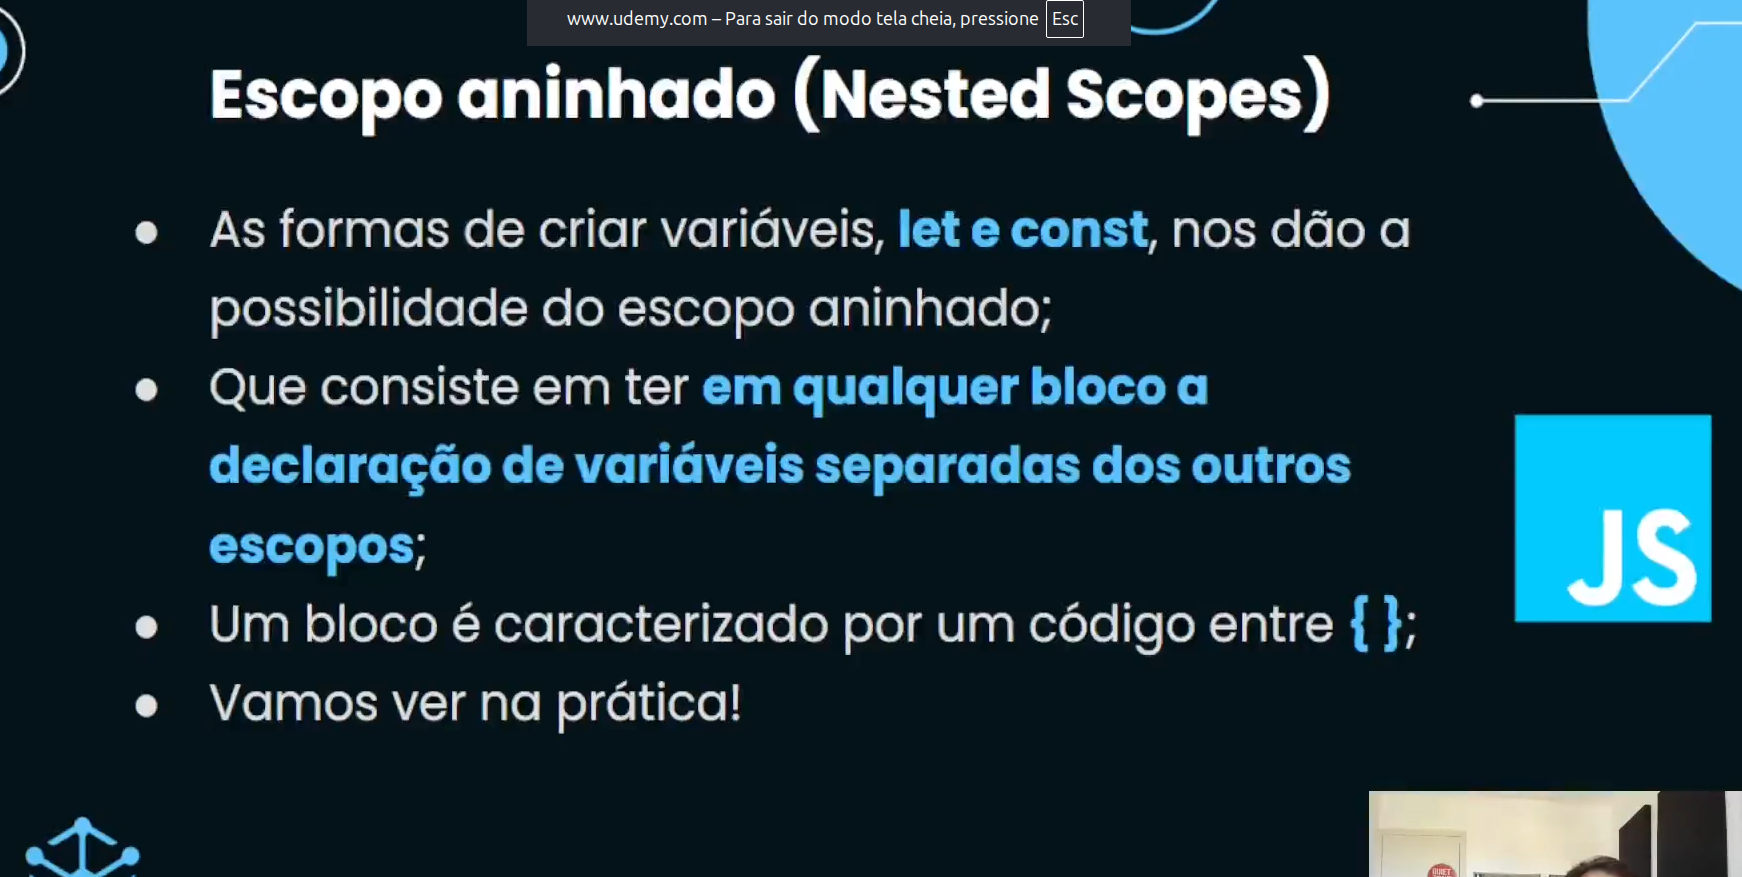 www.udemy.com – Para sair do modo tela cheia, pressione Esc
Escopo aninhado (Nested Scopes)
● As formas de criar variáveis, let e const, nos dão a
possibilidade do escopo aninhado;
● Que consiste em ter em qualquer bloco a
declaração de variáveis separadas dos outros
escopos;
● Um bloco é caracterizado por um código entre { };
● Vamos ver na prática!
JS
QUIET